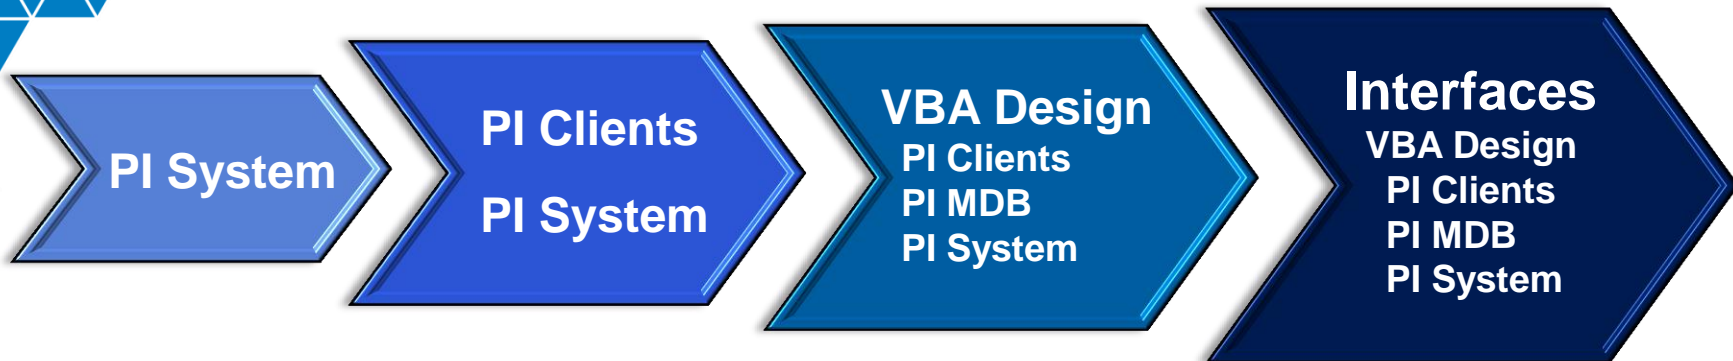 PI System
PI Clients
PI System
VBA Design
PI Clients
PI MDB
PI System
Interfaces
VBA Design
PI Clients
PI MDB
PI System